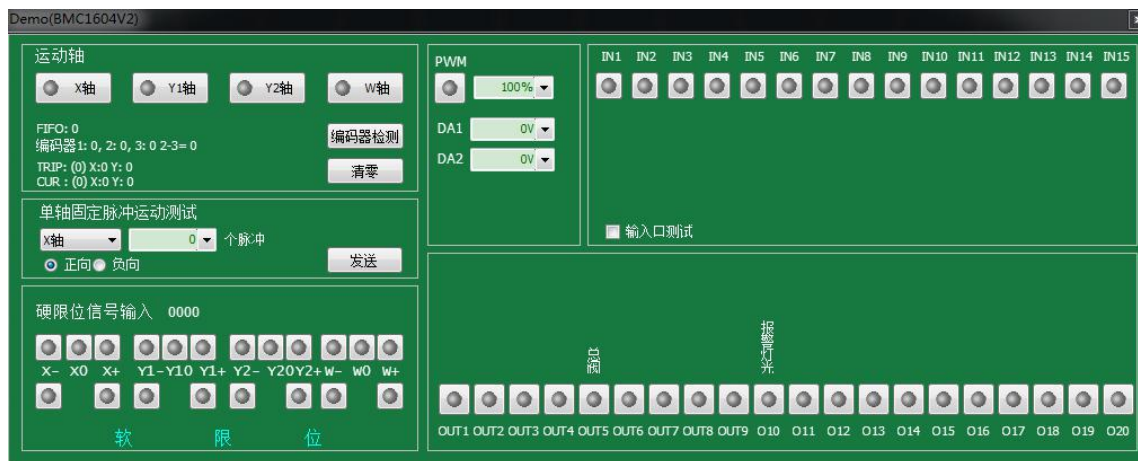 Demo(BMC1604V2)
运动轴
X轴 Y1轴 Y2轴 W轴
FIFO: 0
编码器1: 0, 2: 0, 3: 0 2-3= 0
编码器检测
TRIP: (0) X:0 Y: 0
CUR : (0) X:0 Y: 0
清零
单轴固定脉冲运动测试
X轴 0 个脉冲
正向 负向
发送
硬限位信号输入 0000
X- X0 X+ Y1- Y10 Y1+ Y2- Y20 Y2+ W- W0 W+
软 限 位
PWM
100%
DA1 0V
DA2 0V
IN1 IN2 IN3 IN4 IN5 IN6 IN7 IN8 IN9 IN10 IN11 IN12 IN13 IN14 IN15
输入口测试
总阀
报警灯光
OUT1 OUT2 OUT3 OUT4 OUT5 OUT6 OUT7 OUT8 OUT9 O10 O11 O12 O13 O14 O15 O16 O17 O18 O19 O20